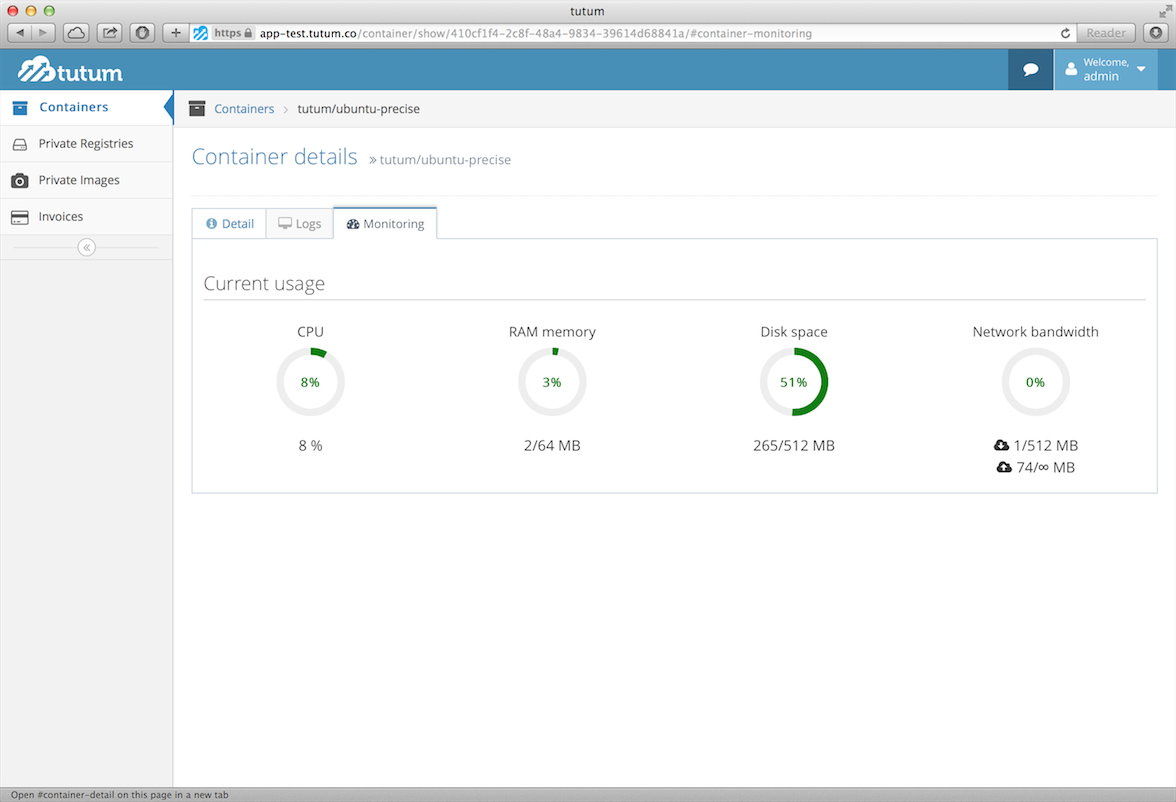 tutum
https app-test.tutum.co/container/show/410cf1f4-2c8f-48a4-9834-39614d68841a/#container-monitoring Reader
tutum
Welcome,
admin
Containers
Private Registries
Private Images
Invoices
Containers › tutum/ubuntu-precise
Container details » tutum/ubuntu-precise
Detail Logs Monitoring
Current usage
CPU RAM memory Disk space Network bandwidth
8% 3% 51% 0%
8 % 2/64 MB 265/512 MB 1/512 MB
74/∞ MB
Open #container-detail on this page in a new tab